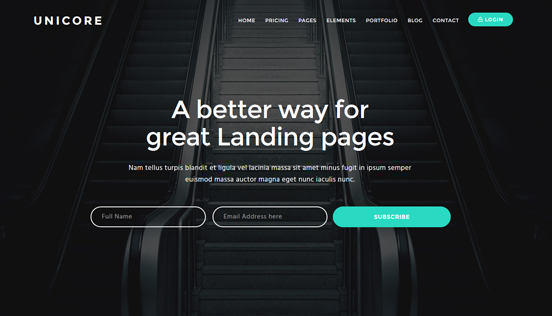 UNICORE
HOME PRICING PAGES ELEMENTS PORTFOLIO BLOG CONTACT LOGIN
A better way for
great Landing pages
Nam tellus turpis blandit et ligula vel lacinia massa sit amet minus fugit in ipsum semper
euismod massa auctor magna eget nunc iaculis nunc.
Full Name Email Address here SUBSCRIBE